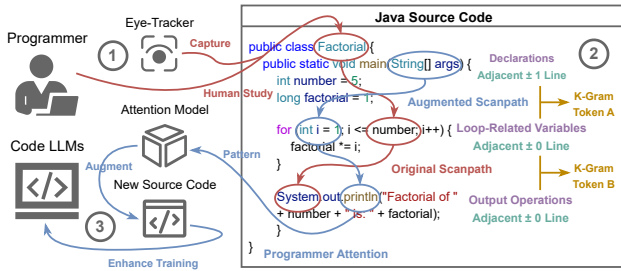 Programmer
Eye-Tracker
1
Capture
Human Study
Attention Model
Code LLMs
Augment
Pattern
New Source Code
3
Enhance Training
Java Source Code
2
public class Factorial {
public static void main(String[] args) {
int number = 5;
long factorial = 1;
for (int i = 1; i <= number; i++) {
factorial *= i;
}
System.out.println("Factorial of "
+ number + " is: " + factorial);
}
}
Augmented Scanpath
Original Scanpath
Programmer Attention
Declarations
Adjacent ± 1 Line
K-Gram
Token A
Loop-Related Variables
Adjacent ± 0 Line
K-Gram
Token B
Output Operations
Adjacent ± 0 Line